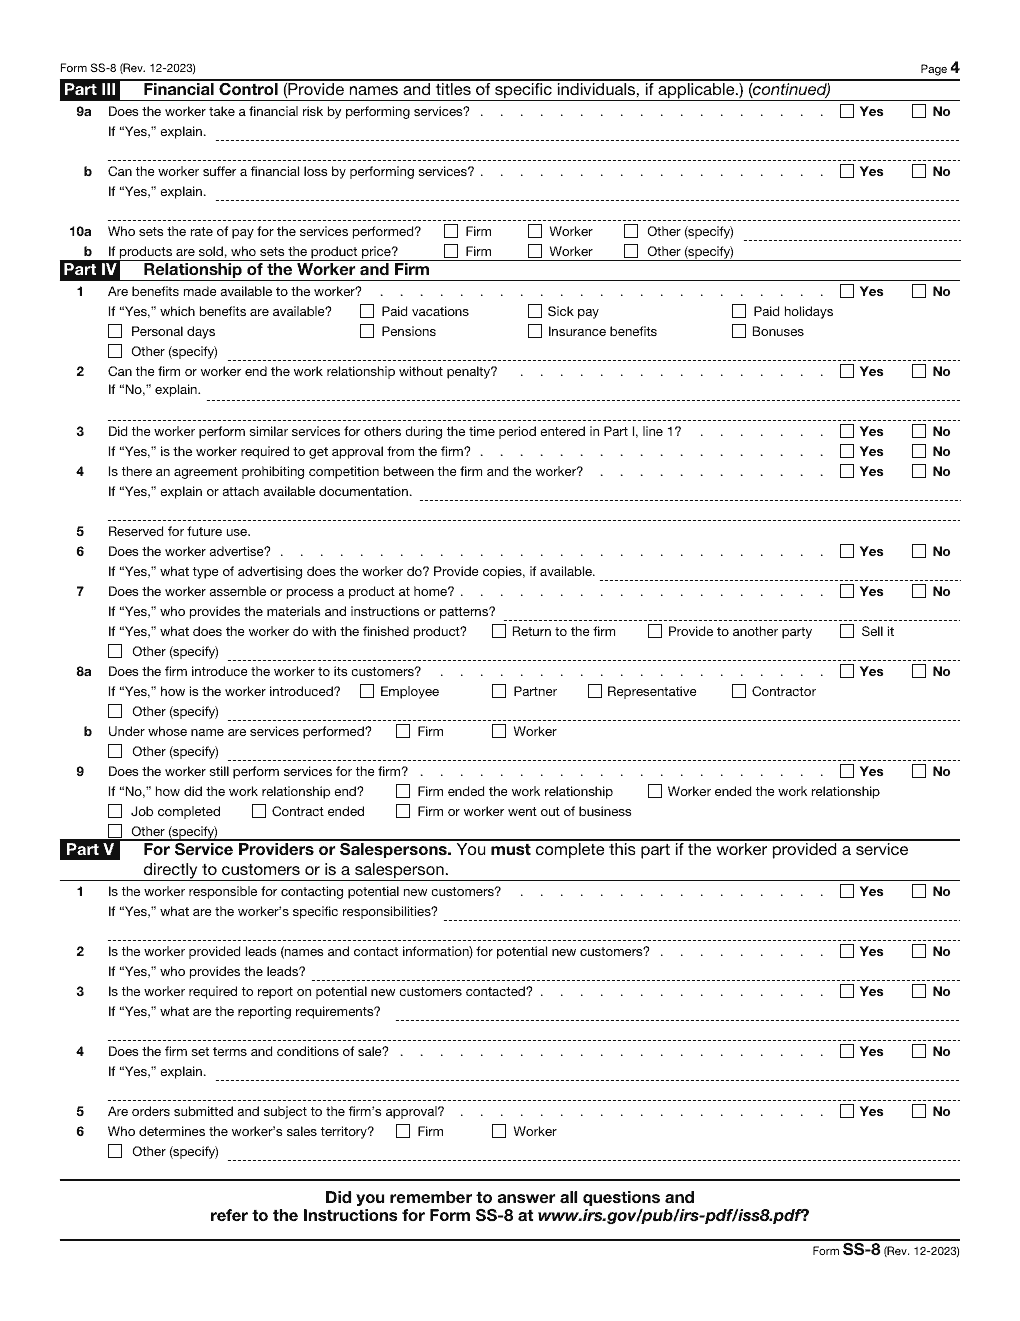 Form SS-8 (Rev. 12-2023) Page 4
Part III Financial Control (Provide names and titles of specific individuals, if applicable.) (continued)
9a Does the worker take a financial risk by performing services? . . . . . . . . . . . . . . . . . . Yes No
If “Yes,” explain.
b Can the worker suffer a financial loss by performing services? . . . . . . . . . . . . . . . . . . Yes No
If “Yes,” explain.
10a Who sets the rate of pay for the services performed? Firm Worker Other (specify)
b If products are sold, who sets the product price? Firm Worker Other (specify)
Part IV Relationship of the Worker and Firm
1 Are benefits made available to the worker? . . . . . . . . . . . . . . . . . . . . . . . Yes No
If “Yes,” which benefits are available? Paid vacations Sick pay Paid holidays
Personal days Pensions Insurance benefits Bonuses
Other (specify)
2 Can the firm or worker end the work relationship without penalty? . . . . . . . . . . . . . . . . Yes No
If “No,” explain.
3 Did the worker perform similar services for others during the time period entered in Part I, line 1? . . . . . . . Yes No
If “Yes,” is the worker required to get approval from the firm? . . . . . . . . . . . . . . . . . . Yes No
4 Is there an agreement prohibiting competition between the firm and the worker? . . . . . . . . . . . . Yes No
If “Yes,” explain or attach available documentation.
5 Reserved for future use.
6 Does the worker advertise? . . . . . . . . . . . . . . . . . . . . . . . . . . . . Yes No
If “Yes,” what type of advertising does the worker do? Provide copies, if available.
7 Does the worker assemble or process a product at home? . . . . . . . . . . . . . . . . . . . Yes No
If “Yes,” who provides the materials and instructions or patterns?
If “Yes,” what does the worker do with the finished product? Return to the firm Provide to another party Sell it
Other (specify)
8a Does the firm introduce the worker to its customers? . . . . . . . . . . . . . . . . . . . . Yes No
If “Yes,” how is the worker introduced? Employee Partner Representative Contractor
Other (specify)
b Under whose name are services performed? Firm Worker
Other (specify)
9 Does the worker still perform services for the firm? . . . . . . . . . . . . . . . . . . . . . Yes No
If “No,” how did the work relationship end? Firm ended the work relationship Worker ended the work relationship
Job completed Contract ended Firm or worker went out of business
Other (specify)
Part V For Service Providers or Salespersons. You must complete this part if the worker provided a service
directly to customers or is a salesperson.
1 Is the worker responsible for contacting potential new customers? . . . . . . . . . . . . . . . . Yes No
If “Yes,” what are the worker’s specific responsibilities?
2 Is the worker provided leads (names and contact information) for potential new customers? . . . . . . . . . Yes No
If “Yes,” who provides the leads?
3 Is the worker required to report on potential new customers contacted? . . . . . . . . . . . . . . . Yes No
If “Yes,” what are the reporting requirements?
4 Does the firm set terms and conditions of sale? . . . . . . . . . . . . . . . . . . . . . . Yes No
If “Yes,” explain.
5 Are orders submitted and subject to the firm’s approval? . . . . . . . . . . . . . . . . . . . Yes No
6 Who determines the worker’s sales territory? Firm Worker
Other (specify)
Did you remember to answer all questions and
refer to the Instructions for Form SS-8 at www.irs.gov/pub/irs-pdf/iss8.pdf?
Form SS-8 (Rev. 12-2023)